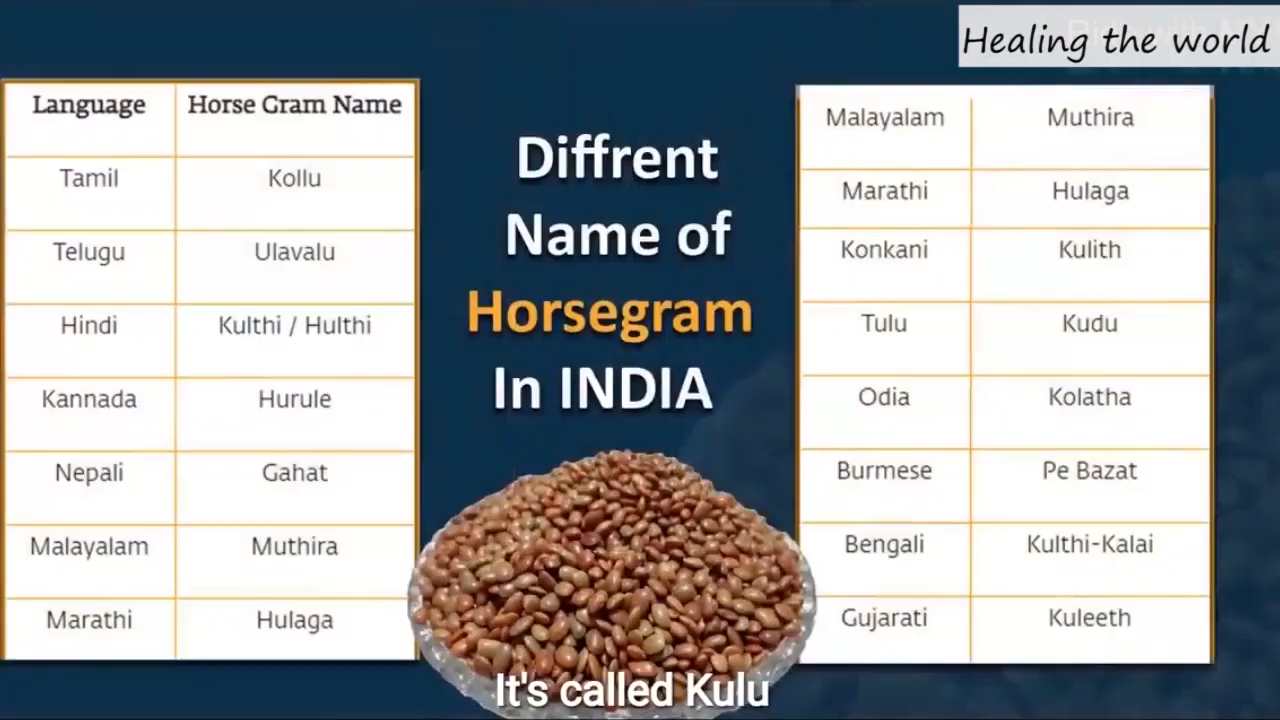 Healing the world
Language Horse Gram Name
Tamil Kollu
Telugu Ulavalu
Hindi Kulthi / Hulthi
Kannada Hurule
Nepali Gahat
Malayalam Muthira
Marathi Hulaga
Diffrent
Name of
Horsegram
In INDIA
Malayalam Muthira
Marathi Hulaga
Konkani Kulith
Tulu Kudu
Odia Kolatha
Burmese Pe Bazat
Bengali Kulthi-Kalai
Gujarati Kuleeth
It's called Kulu